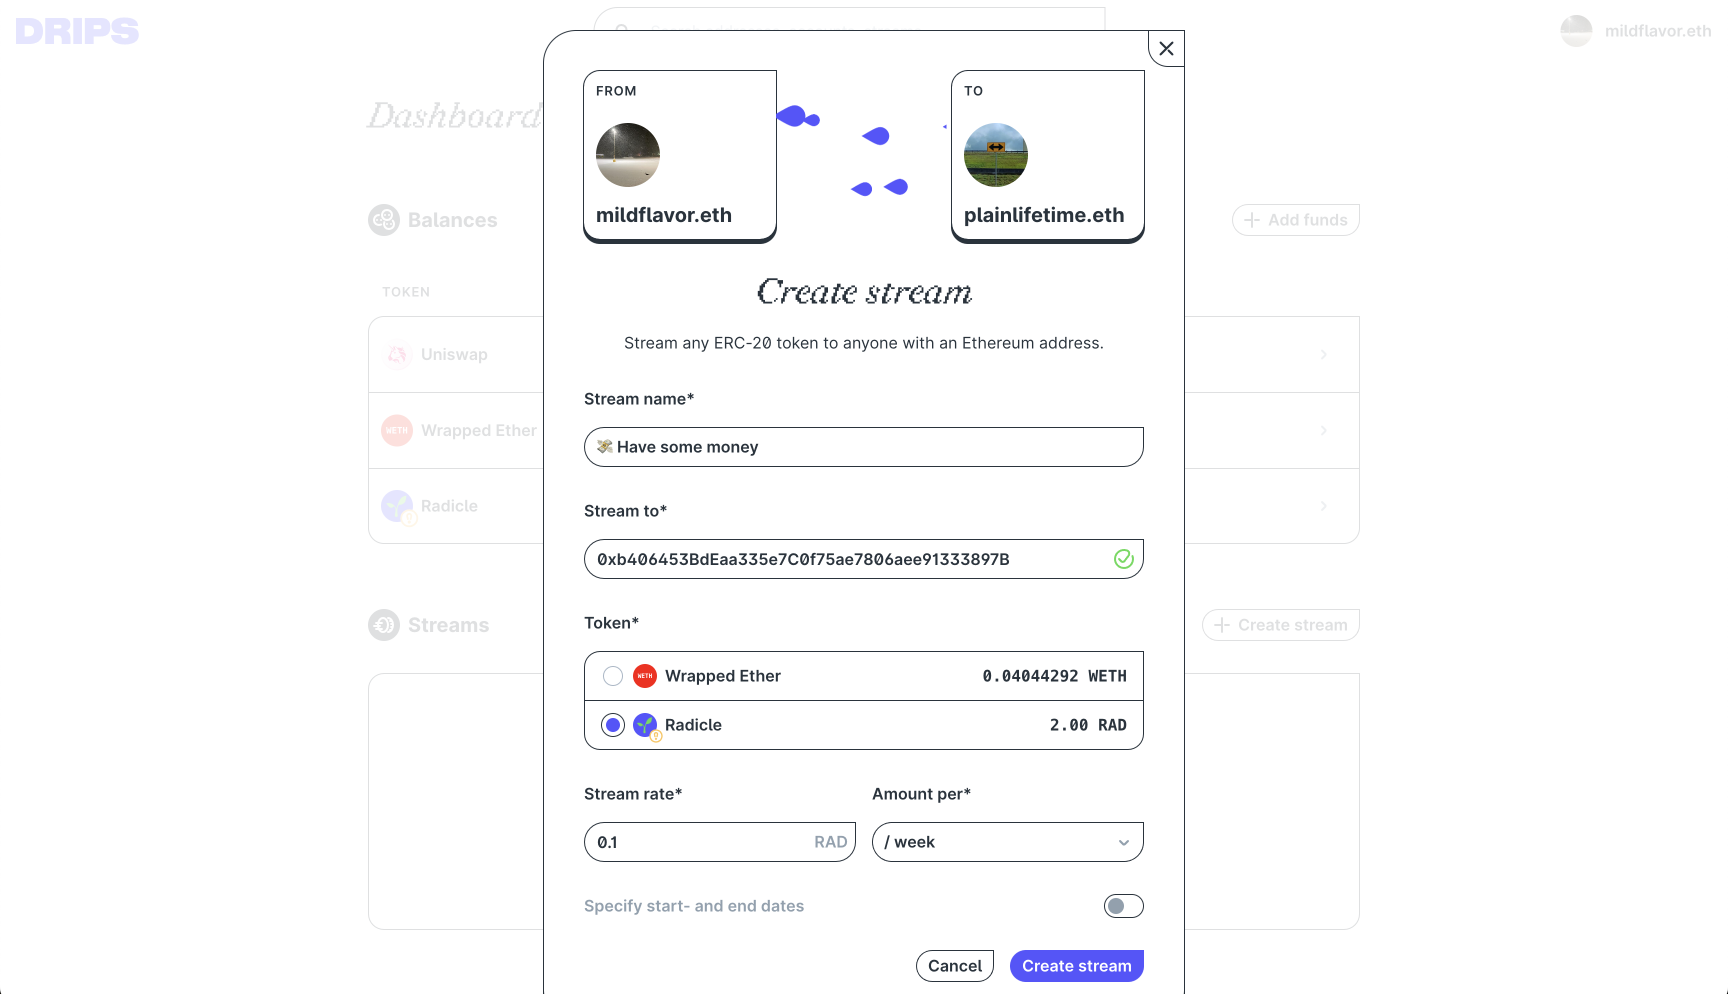 DRIPS
mildflavor.eth
Dashboard
FROM
mildflavor.eth
TO
plainlifetime.eth
Balances
Add funds
TOKEN
Uniswap
WETH
Wrapped Ether
Radicle
Streams
Create stream
Create stream
Stream any ERC-20 token to anyone with an Ethereum address.
Stream name*
💸 Have some money
Stream to*
0xb406453BdEaa335e7C0f75ae7806aee91333897B
Token*
WETH Wrapped Ether 0.04044292 WETH
Radicle 2.00 RAD
Stream rate* Amount per*
0.1 RAD / week
Specify start- and end dates
Cancel Create stream